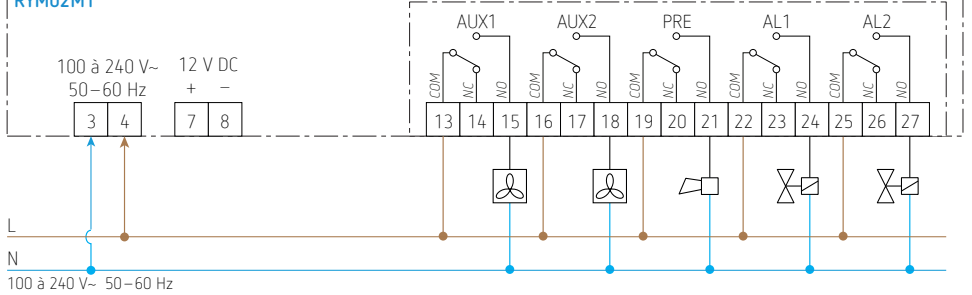 RYM02M1
AUX1 AUX2 PRE AL1 AL2
100 à 240 V~ 12 V DC
50–60 Hz + –
COM NC NO COM NC NO COM NC NO COM NC NO COM NC NO
3 4 7 8 13 14 15 16 17 18 19 20 21 22 23 24 25 26 27
L
N
100 à 240 V~ 50–60 Hz